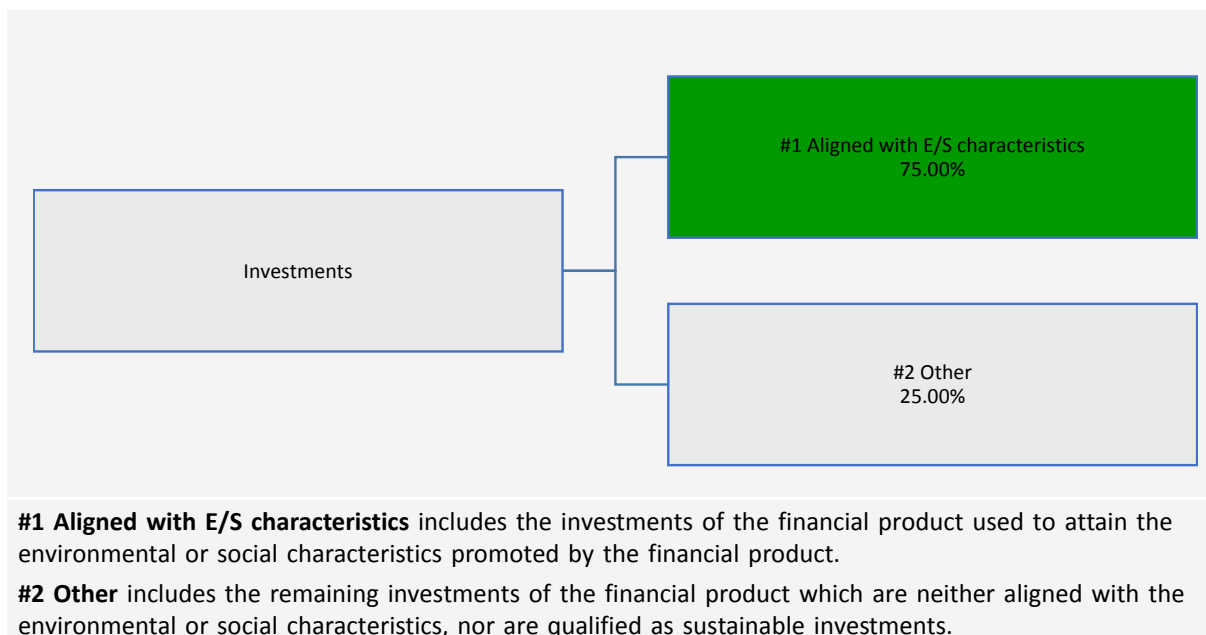 #1 Aligned with E/S characteristics
75.00%
Investments
#2 Other
25.00%
#1 Aligned with E/S characteristics includes the investments of the financial product used to attain the
environmental or social characteristics promoted by the financial product.
#2 Other includes the remaining investments of the financial product which are neither aligned with the
environmental or social characteristics, nor are qualified as sustainable investments.